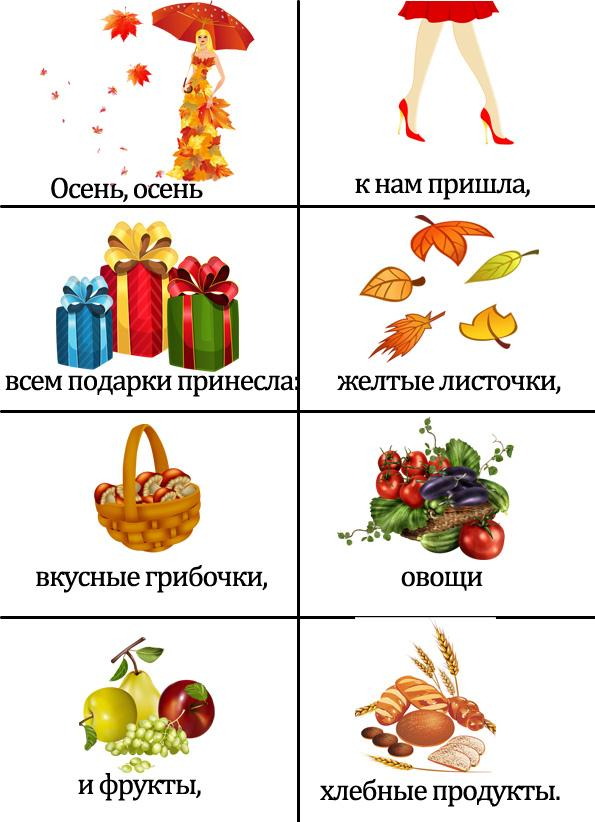 Осень, осень
к нам пришла,
всем подарки принесла:
желтые листочки,
вкусные грибочки,
овощи
и фрукты,
хлебные продукты.